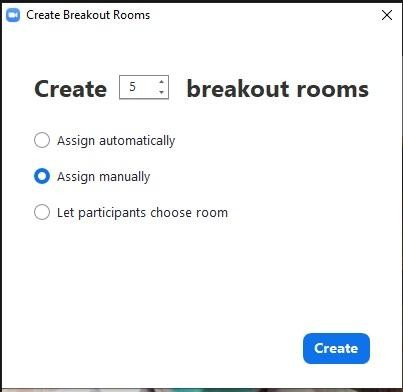 Create Breakout Rooms
Create 5 breakout rooms
Assign automatically
Assign manually
Let participants choose room
Create